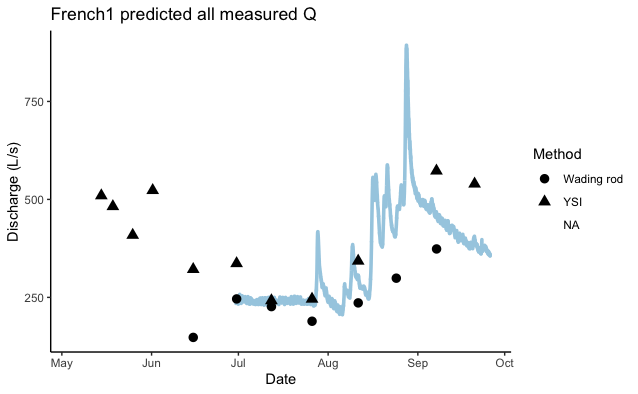 French1 predicted all measured Q
Discharge (L/s)
750
500
250
May Jun Jul Aug Sep Oct
Date
Method
Wading rod
YSI
NA